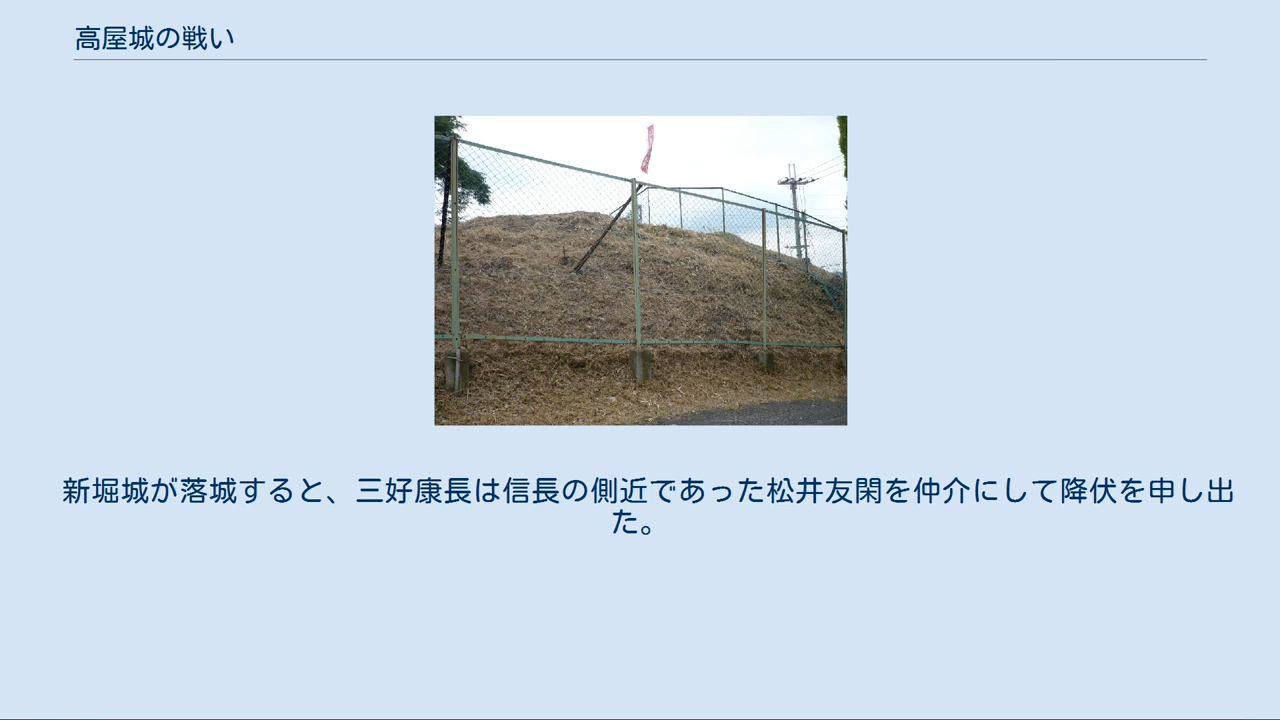 高屋城の戦い
新堀城が落城すると、三好康長は信長の側近であった松井友閑を仲介にして降伏を申し出
た。